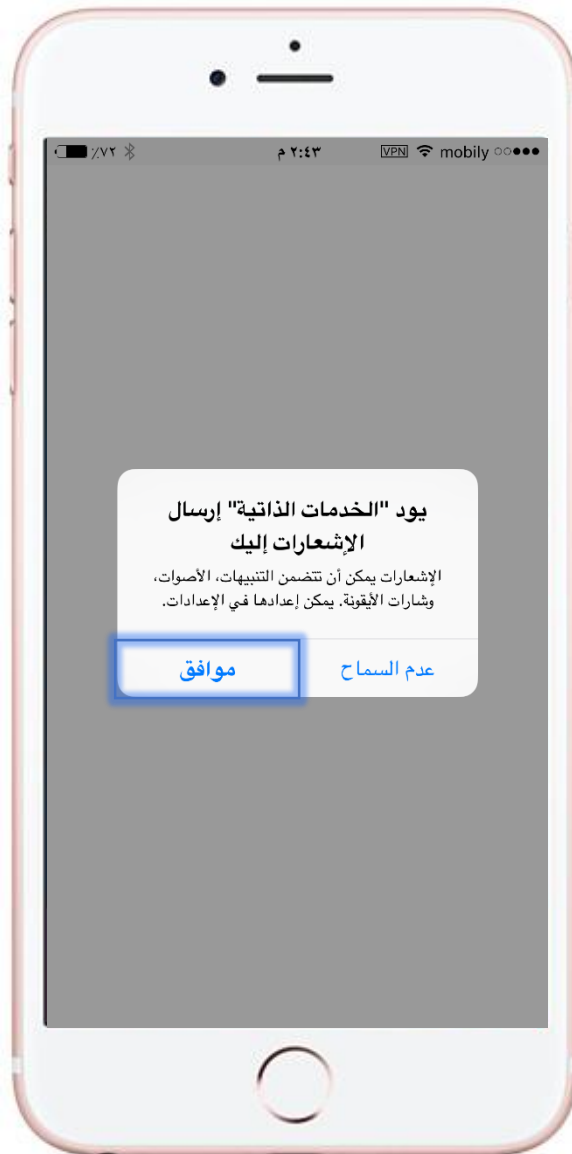 mobily VPN ٢:٤٣ م ٧٢٪
يود "الخدمات الذاتية" إرسال
الإشعارات إليك
الإشعارات يمكن أن تتضمن التنبيهات، الأصوات،
وشارات الأيقونة. يمكن إعدادها في الإعدادات.
عدم السماح موافق